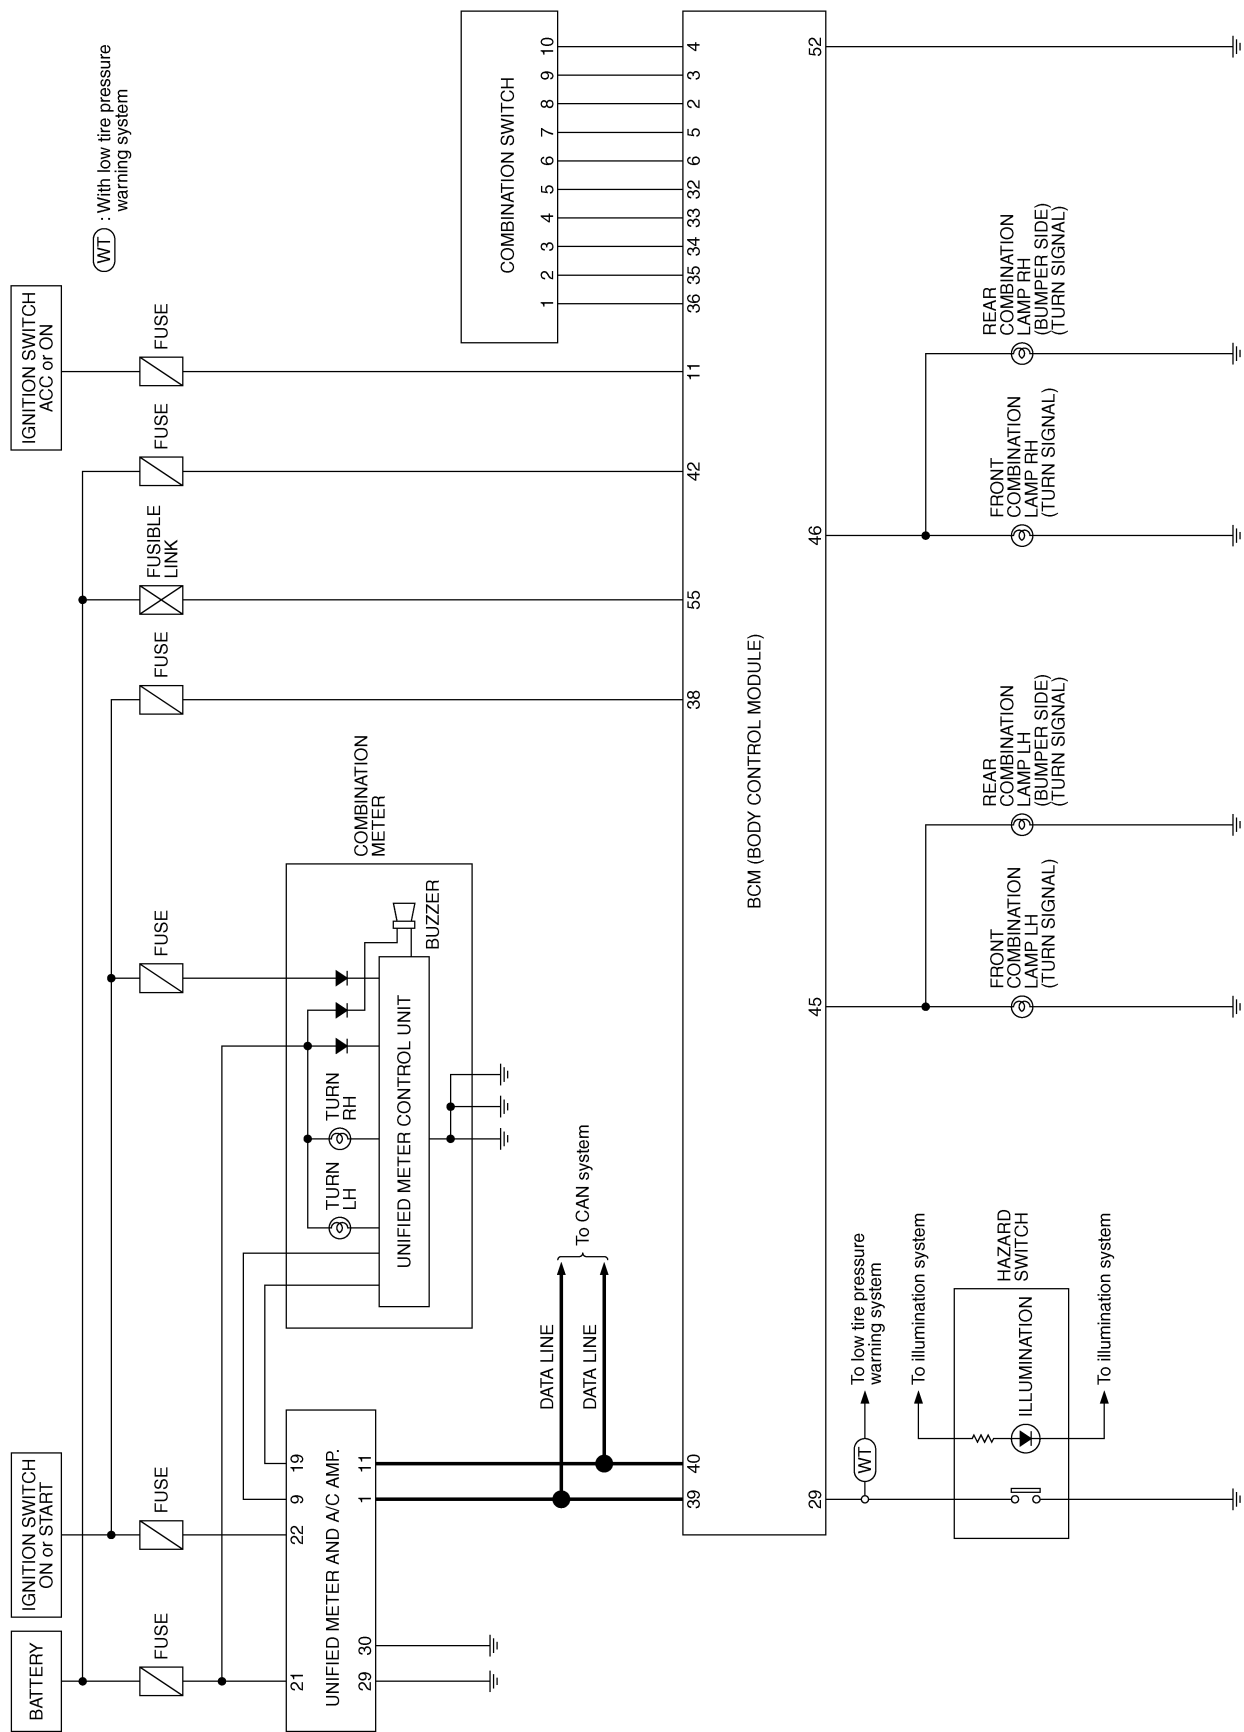 BATTERY
IGNITION SWITCH
ON or START
IGNITION SWITCH
ACC or ON
WT : With low tire pressure
warning system
FUSE
FUSE
FUSE
FUSE
FUSIBLE
LINK
FUSE
FUSE
21
22
9
19
UNIFIED METER AND A/C AMP.
29
30
1
11
COMBINATION
METER
TURN
LH
TURN
RH
BUZZER
UNIFIED METER CONTROL UNIT
DATA LINE
DATA LINE
To CAN system
COMBINATION SWITCH
1 2 3 4 5 6 7 8 9 10
39 40 38 55 42 11 36 35 34 33 32 6 5 2 3 4
BCM (BODY CONTROL MODULE)
29 45 46 52
WT
To low tire pressure
warning system
To illumination system
HAZARD
SWITCH
ILLUMINATION
To illumination system
FRONT
COMBINATION
LAMP LH
(TURN SIGNAL)
REAR
COMBINATION
LAMP LH
(BUMPER SIDE)
(TURN SIGNAL)
FRONT
COMBINATION
LAMP RH
(TURN SIGNAL)
REAR
COMBINATION
LAMP RH
(BUMPER SIDE)
(TURN SIGNAL)